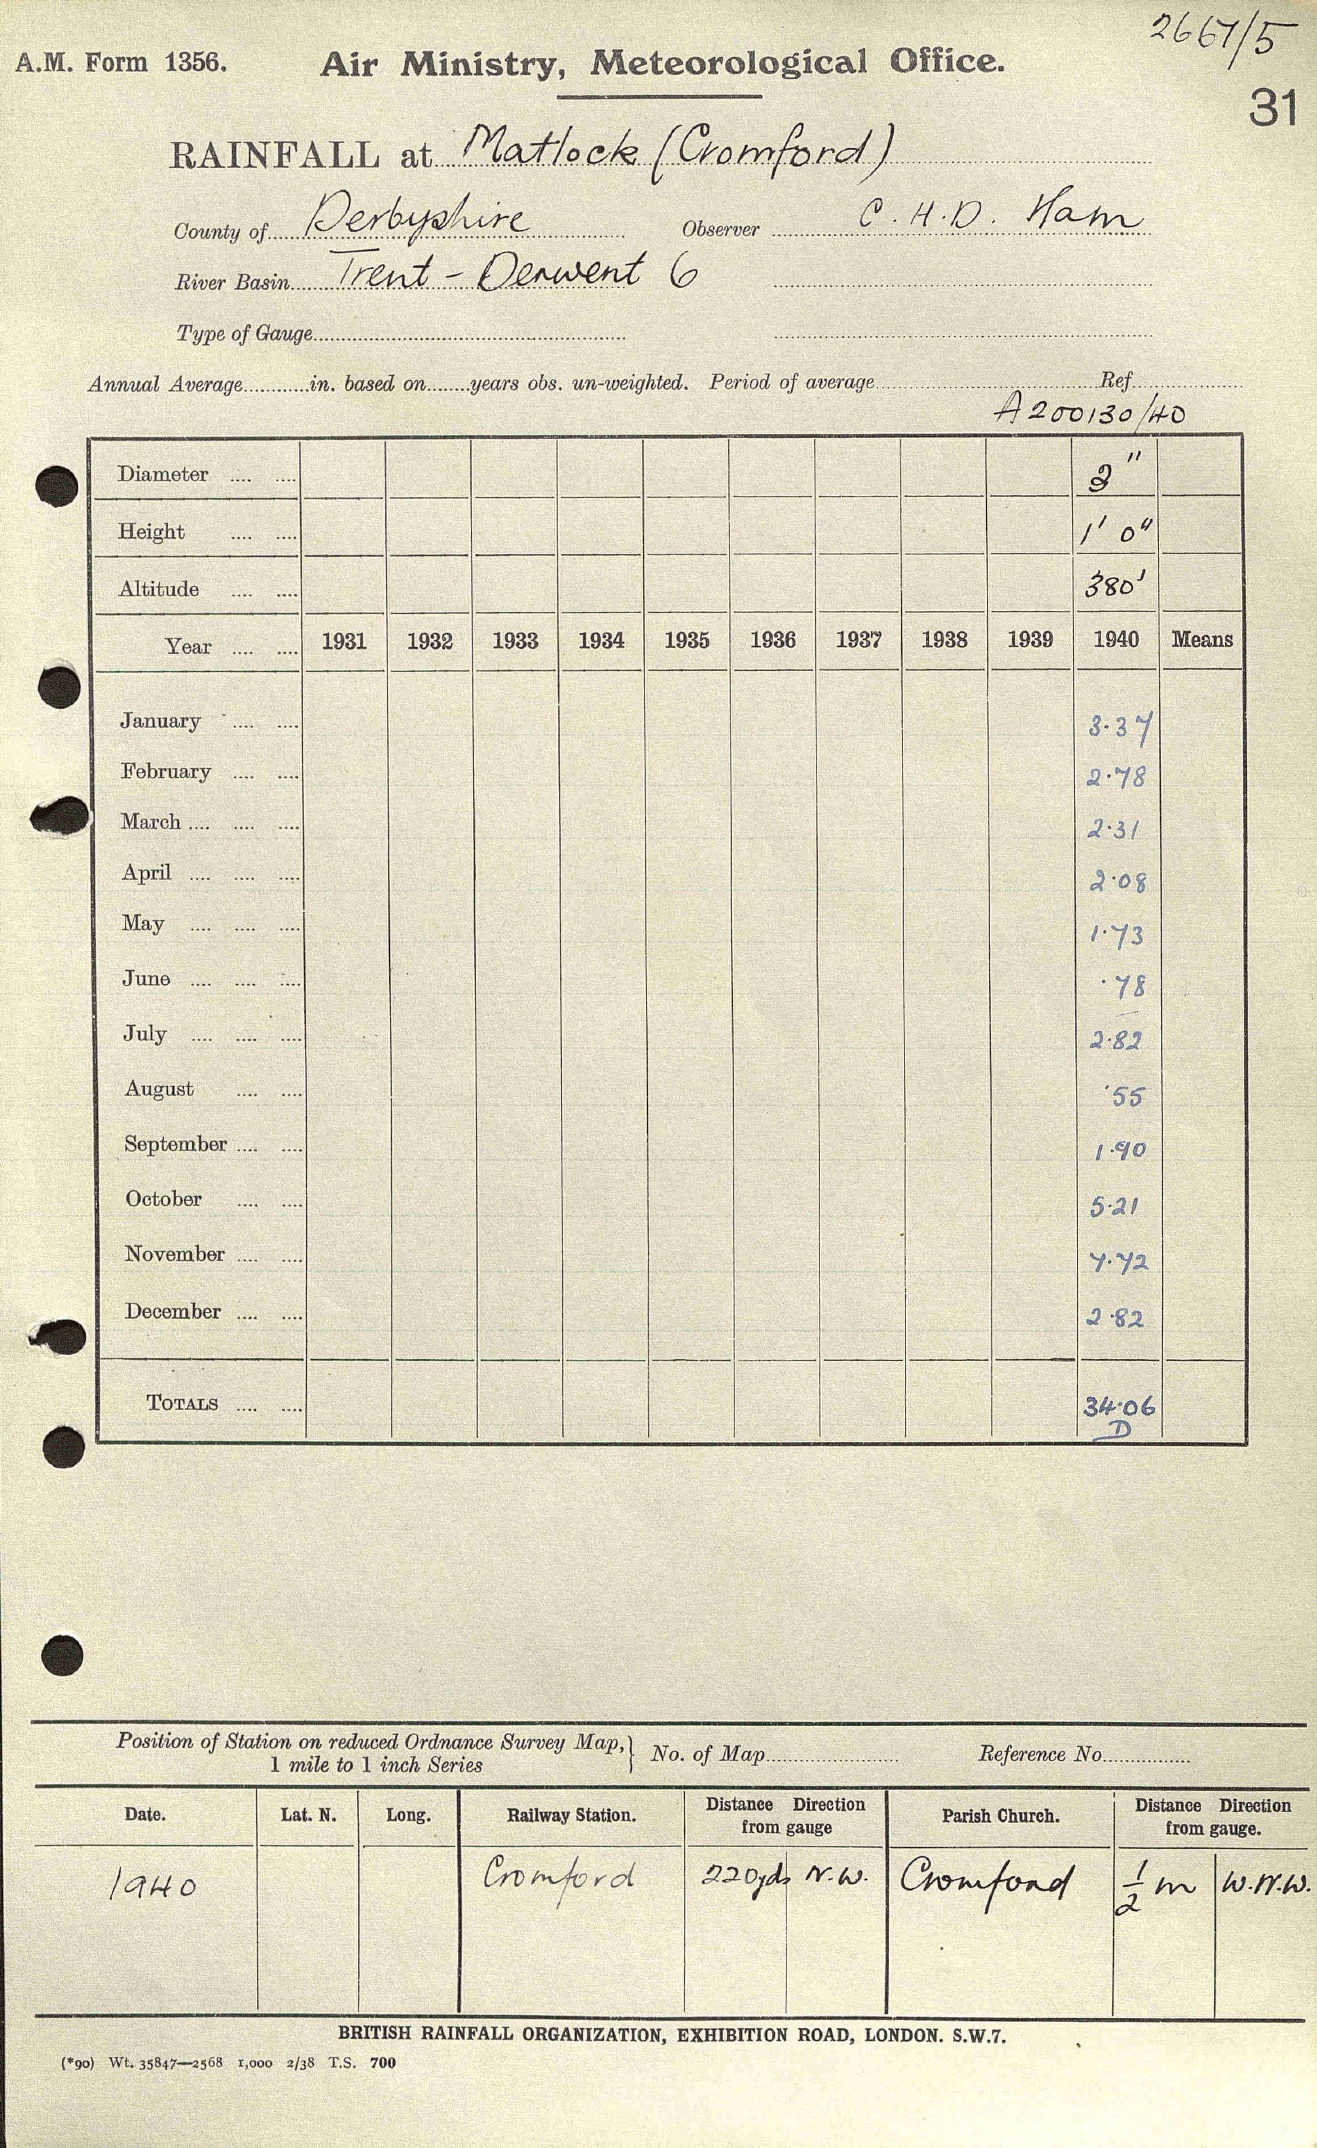 2667/5
A.M. Form 1356. Air Ministry, Meteorological Office.
31
RAINFALL at Matlock (Cromford)
County of Derbyshire Observer C. H. D. Ham
River Basin Trent - Derwent 6
Type of Gauge
Annual Average in. based on years obs. un-weighted. Period of average Ref
A200130/40
Diameter
Height 1' 0"
Altitude 380'
Year 1931 1932 1933 1934 1935 1936 1937 1938 1939 1940 Means
January 3.37
February 2.78
March 2.31
April 2.08
May 1.73
June .78
July 2.82
August .55
September 1.90
October 5.21
November 7.72
December 2.82
TOTALS 34.06
D
Position of Station on reduced Ordnance Survey Map,
1 mile to 1 inch Series } No. of Map Reference No
Date. Lat. N. Long. Railway Station. Distance Direction from gauge Parish Church. Distance Direction from gauge.
1940 Cromford 220yds N.W. Cromford 1/2 m W.N.W.
BRITISH RAINFALL ORGANIZATION, EXHIBITION ROAD, LONDON. S.W.7.
(*90) Wt. 35847—2568 1,000 2/38 T.S. 700